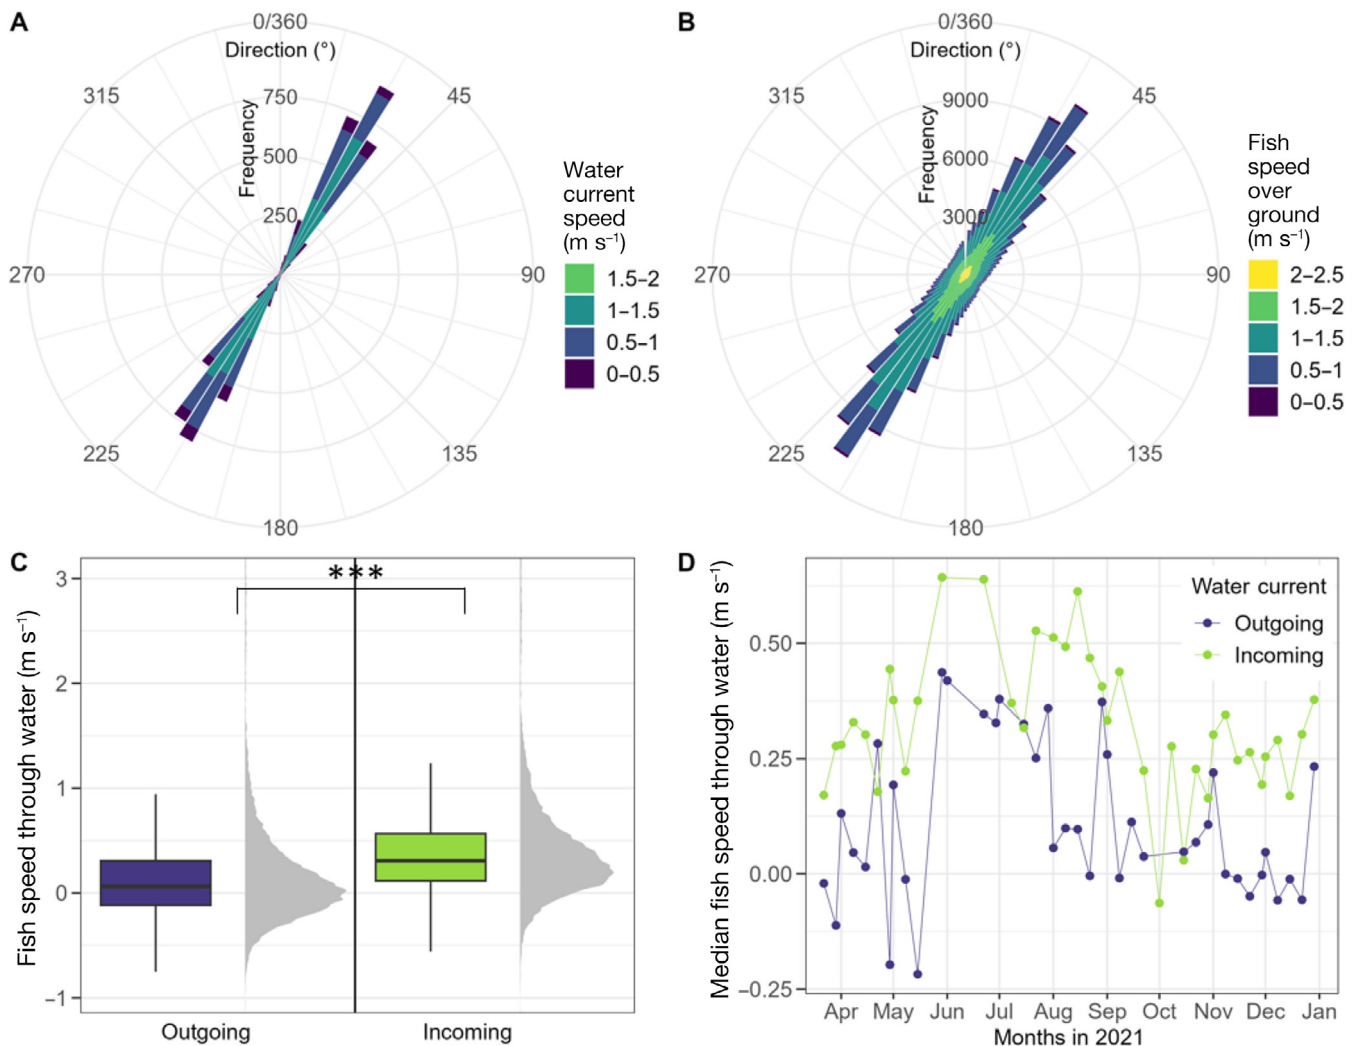 A
0/360
Direction (°)
315
45
750
500
250
Frequency
270
90
225
135
180
Water
current
speed
(m s⁻¹)
1.5–2
1–1.5
0.5–1
0–0.5
B
0/360
Direction (°)
315
45
9000
6000
3000
Frequency
270
90
225
135
180
Fish
speed
over
ground
(m s⁻¹)
2–2.5
1.5–2
1–1.5
0.5–1
0–0.5
C
***
Fish speed through water (m s⁻¹)
3
2
1
0
–1
Outgoing
Incoming
D
Median fish speed through water (m s⁻¹)
0.50
0.25
0.00
–0.25
Water current
Outgoing
Incoming
Apr May Jun Jul Aug Sep Oct Nov Dec Jan
Months in 2021